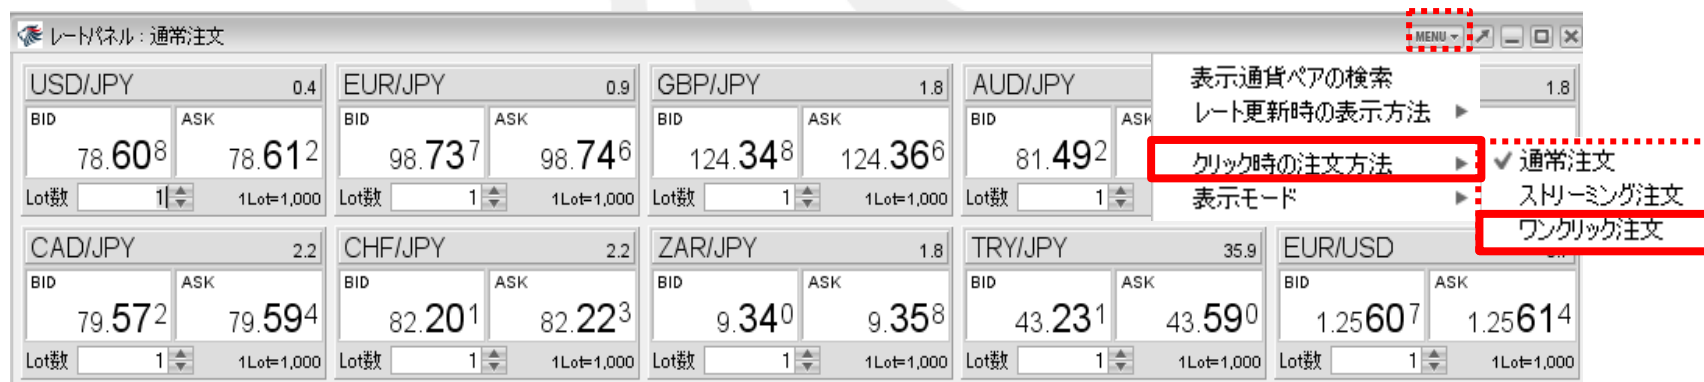 レートパネル : 通常注文
MENU
USD/JPY 0.4
BID ASK
78.608 78.612
Lot数 1 1Lot=1,000
EUR/JPY 0.9
BID ASK
98.737 98.746
Lot数 1 1Lot=1,000
GBP/JPY 1.8
BID ASK
124.348 124.366
Lot数 1 1Lot=1,000
AUD/JPY
BID ASK
81.492
Lot数 1
1.8
表示通貨ペアの検索
レート更新時の表示方法
クリック時の注文方法
表示モード
通常注文
ストリーミング注文
ワンクリック注文
CAD/JPY 2.2
BID ASK
79.572 79.594
Lot数 1 1Lot=1,000
CHF/JPY 2.2
BID ASK
82.201 82.223
Lot数 1 1Lot=1,000
ZAR/JPY 1.8
BID ASK
9.340 9.358
Lot数 1 1Lot=1,000
TRY/JPY 35.9
BID ASK
43.231 43.590
Lot数 1 1Lot=1,000
EUR/USD
BID ASK
1.25607 1.25614
Lot数 1 1Lot=1,000